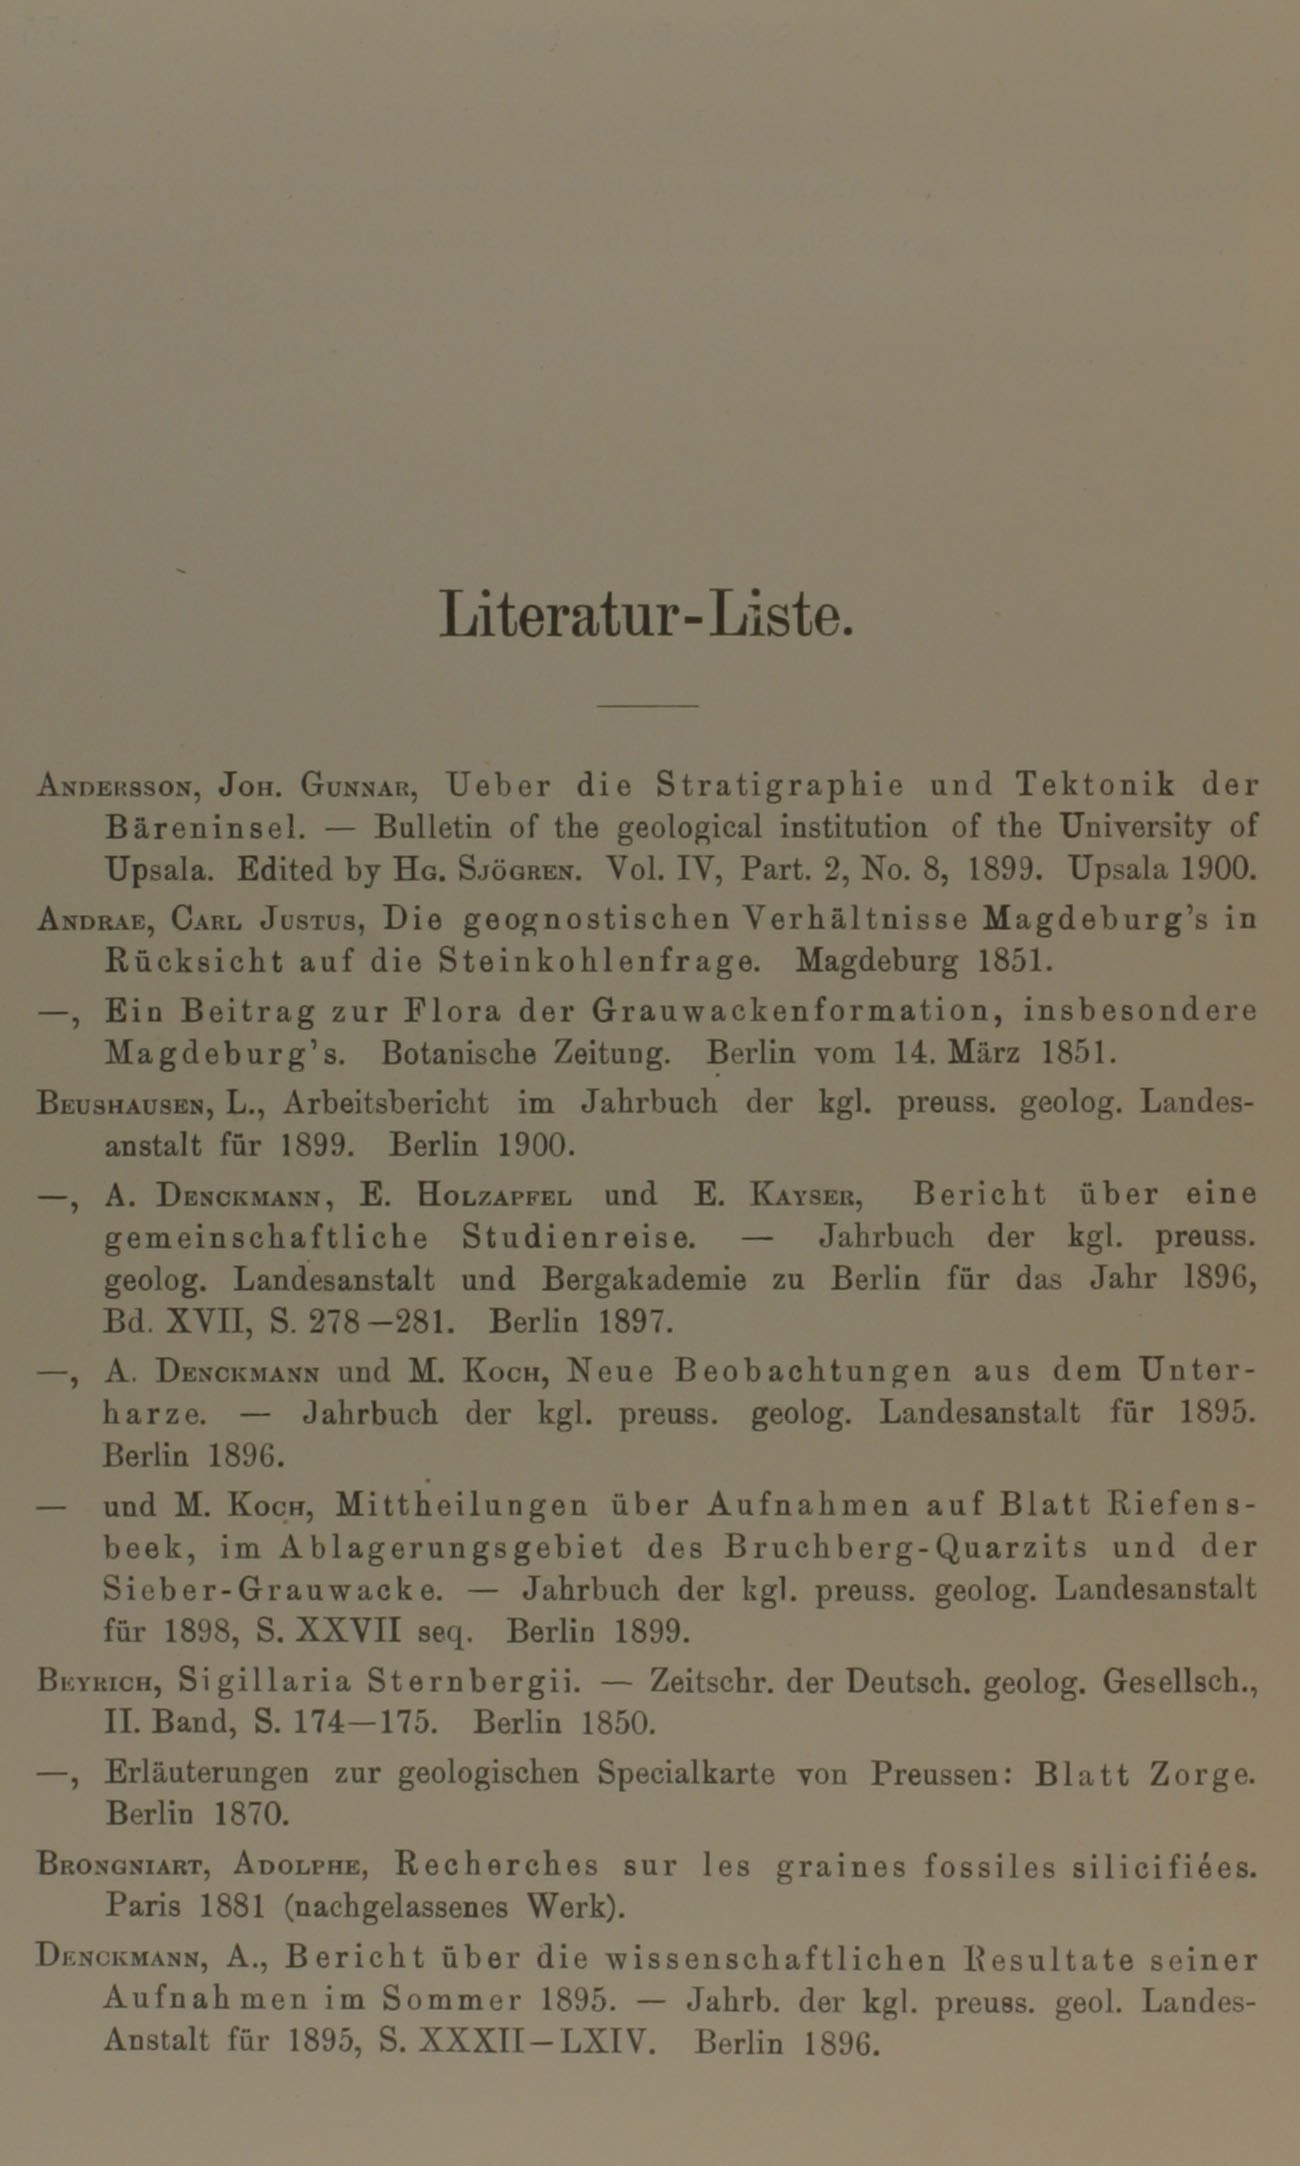 Literatur-Liste.
Andersson, Joh. Gunnar, Ueber die Stratigraphie und Tektonik der
Bäreninsel. — Bulletin of the geological institution of the University of
Upsala. Edited by Hg. Sjögren. Vol. IV, Part. 2, No. 8, 1899. Upsala 1900.
Andrae, Carl Justus, Die geognostischen Verhältnisse Magdeburg's in
Rücksicht auf die Steinkohlenfrage. Magdeburg 1851.
—, Ein Beitrag zur Flora der Grauwackenformation, insbesondere
Magdeburg's. Botanische Zeitung. Berlin vom 14. März 1851.
Beushausen, L., Arbeitsbericht im Jahrbuch der kgl. preuss. geolog. Landes-
anstalt für 1899. Berlin 1900.
—, A. Denckmann, E. Holzapfel und E. Kayser, Bericht über eine
gemeinschaftliche Studienreise. — Jahrbuch der kgl. preuss.
geolog. Landesanstalt und Bergakademie zu Berlin für das Jahr 1896,
Bd. XVII, S. 278—281. Berlin 1897.
—, A. Denckmann und M. Koch, Neue Beobachtungen aus dem Unter-
harze. — Jahrbuch der kgl. preuss. geolog. Landesanstalt für 1895.
Berlin 1896.
— und M. Koch, Mittheilungen über Aufnahmen auf Blatt Riefens-
beek, im Ablagerungsgebiet des Bruchberg-Quarzits und der
Sieber-Grauwacke. — Jahrbuch der kgl. preuss. geolog. Landesanstalt
für 1898, S. XXVII seq. Berlin 1899.
Beyrich, Sigillaria Sternbergii. — Zeitschr. der Deutsch. geolog. Gesellsch.,
II. Band, S. 174—175. Berlin 1850.
—, Erläuterungen zur geologischen Specialkarte von Preussen: Blatt Zorge.
Berlin 1870.
Brongniart, Adolphe, Recherches sur les graines fossiles silicifiées.
Paris 1881 (nachgelassenes Werk).
Denckmann, A., Bericht über die wissenschaftlichen Resultate seiner
Aufnahmen im Sommer 1895. — Jahrb. der kgl. preuss. geol. Landes-
Anstalt für 1895, S. XXXII—LXIV. Berlin 1896.